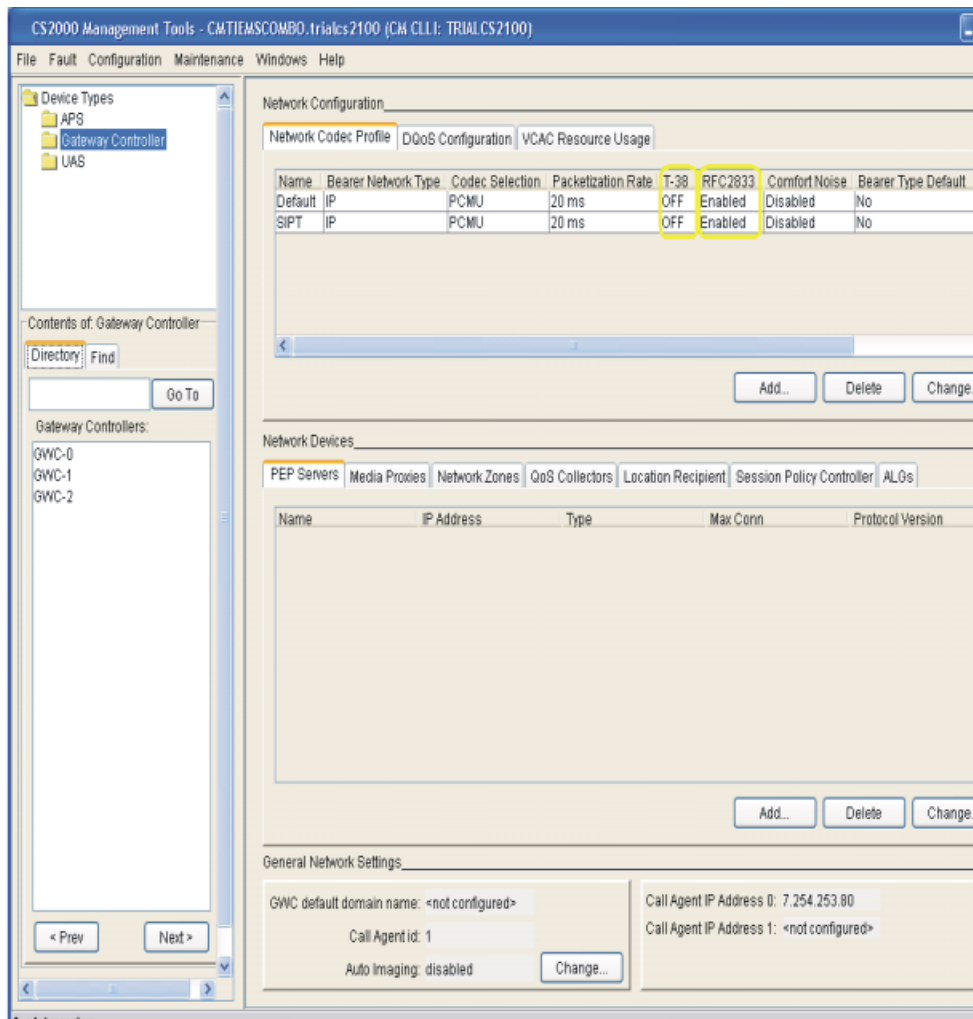 CS2000 Management Tools - CMTIEMSCOMBO.trialcs2100 (CM CLLI: TRIALCS2100)
File Fault Configuration Maintenance Windows Help
Device Types
APS
Gateway Controller
UAS
Contents of: Gateway Controller
Directory Find
Go To
Gateway Controllers:
GWC-0
GWC-1
GWC-2
< Prev Next >
Network Configuration
Network Codec Profile DQoS Configuration VCAC Resource Usage
Name Bearer Network Type Codec Selection Packetization Rate T-38 RFC2833 Comfort Noise Bearer Type Default
Default IP PCMU 20 ms OFF Enabled Disabled No
SIPT IP PCMU 20 ms OFF Enabled Disabled No
Add... Delete Change.
Network Devices
PEP Servers Media Proxies Network Zones QoS Collectors Location Recipient Session Policy Controller ALGs
Name IP Address Type Max Conn Protocol Version
Add... Delete Change.
General Network Settings
GWC default domain name: <not configured>
Call Agent id: 1
Auto Imaging: disabled Change...
Call Agent IP Address 0: 7.254.253.80
Call Agent IP Address 1: <not configured>